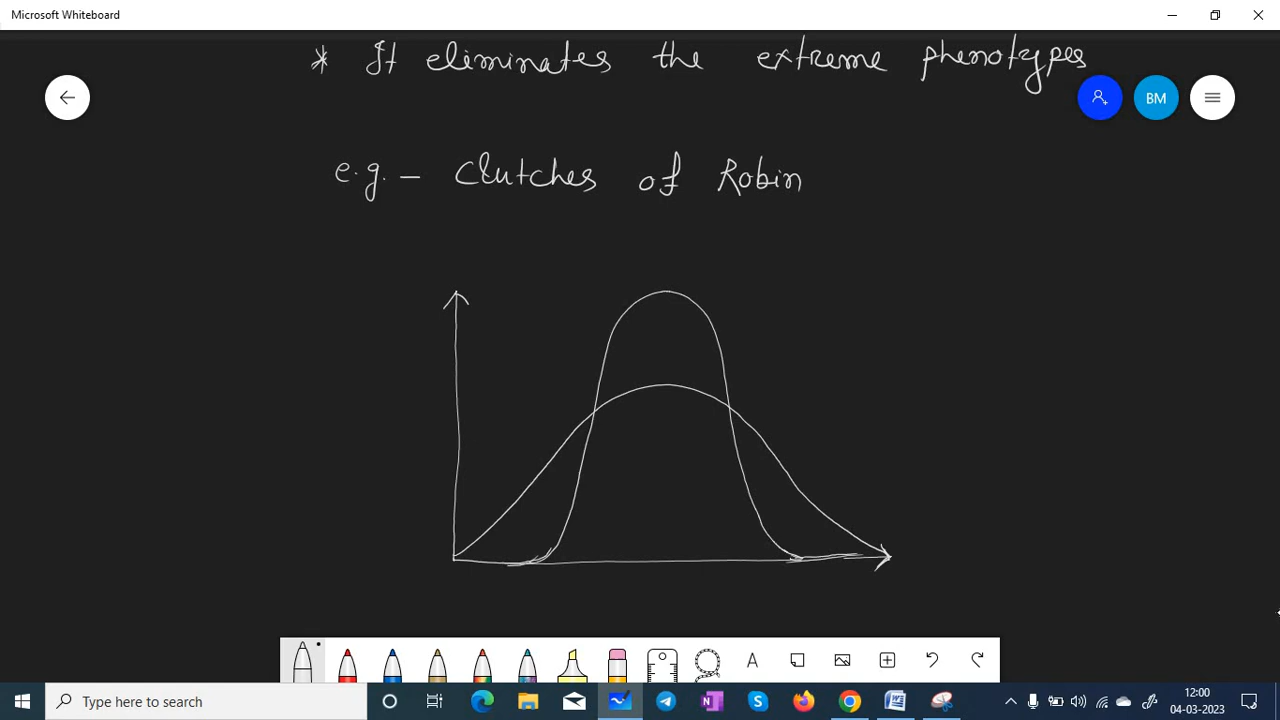 Microsoft Whiteboard
* It eliminates the extreme phenotypes
BM
e.g. - Clutches of Robin
A
Type here to search
12:00
04-03-2023